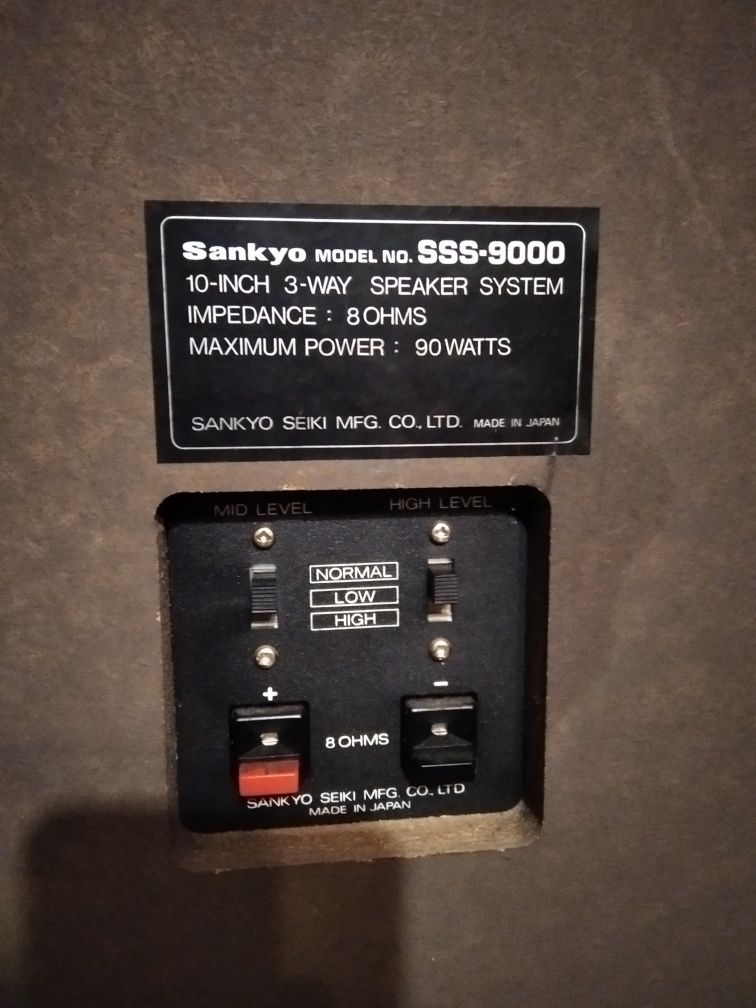 Sankyo MODEL NO. SSS-9000
10-INCH 3-WAY SPEAKER SYSTEM
IMPEDANCE : 8 OHMS
MAXIMUM POWER : 90 WATTS
SANKYO SEIKI MFG. CO., LTD. MADE IN JAPAN
MID LEVEL HIGH LEVEL
NORMAL
LOW
HIGH
+ -
8 OHMS
SANKYO SEIKI MFG. CO., LTD
MADE IN JAPAN